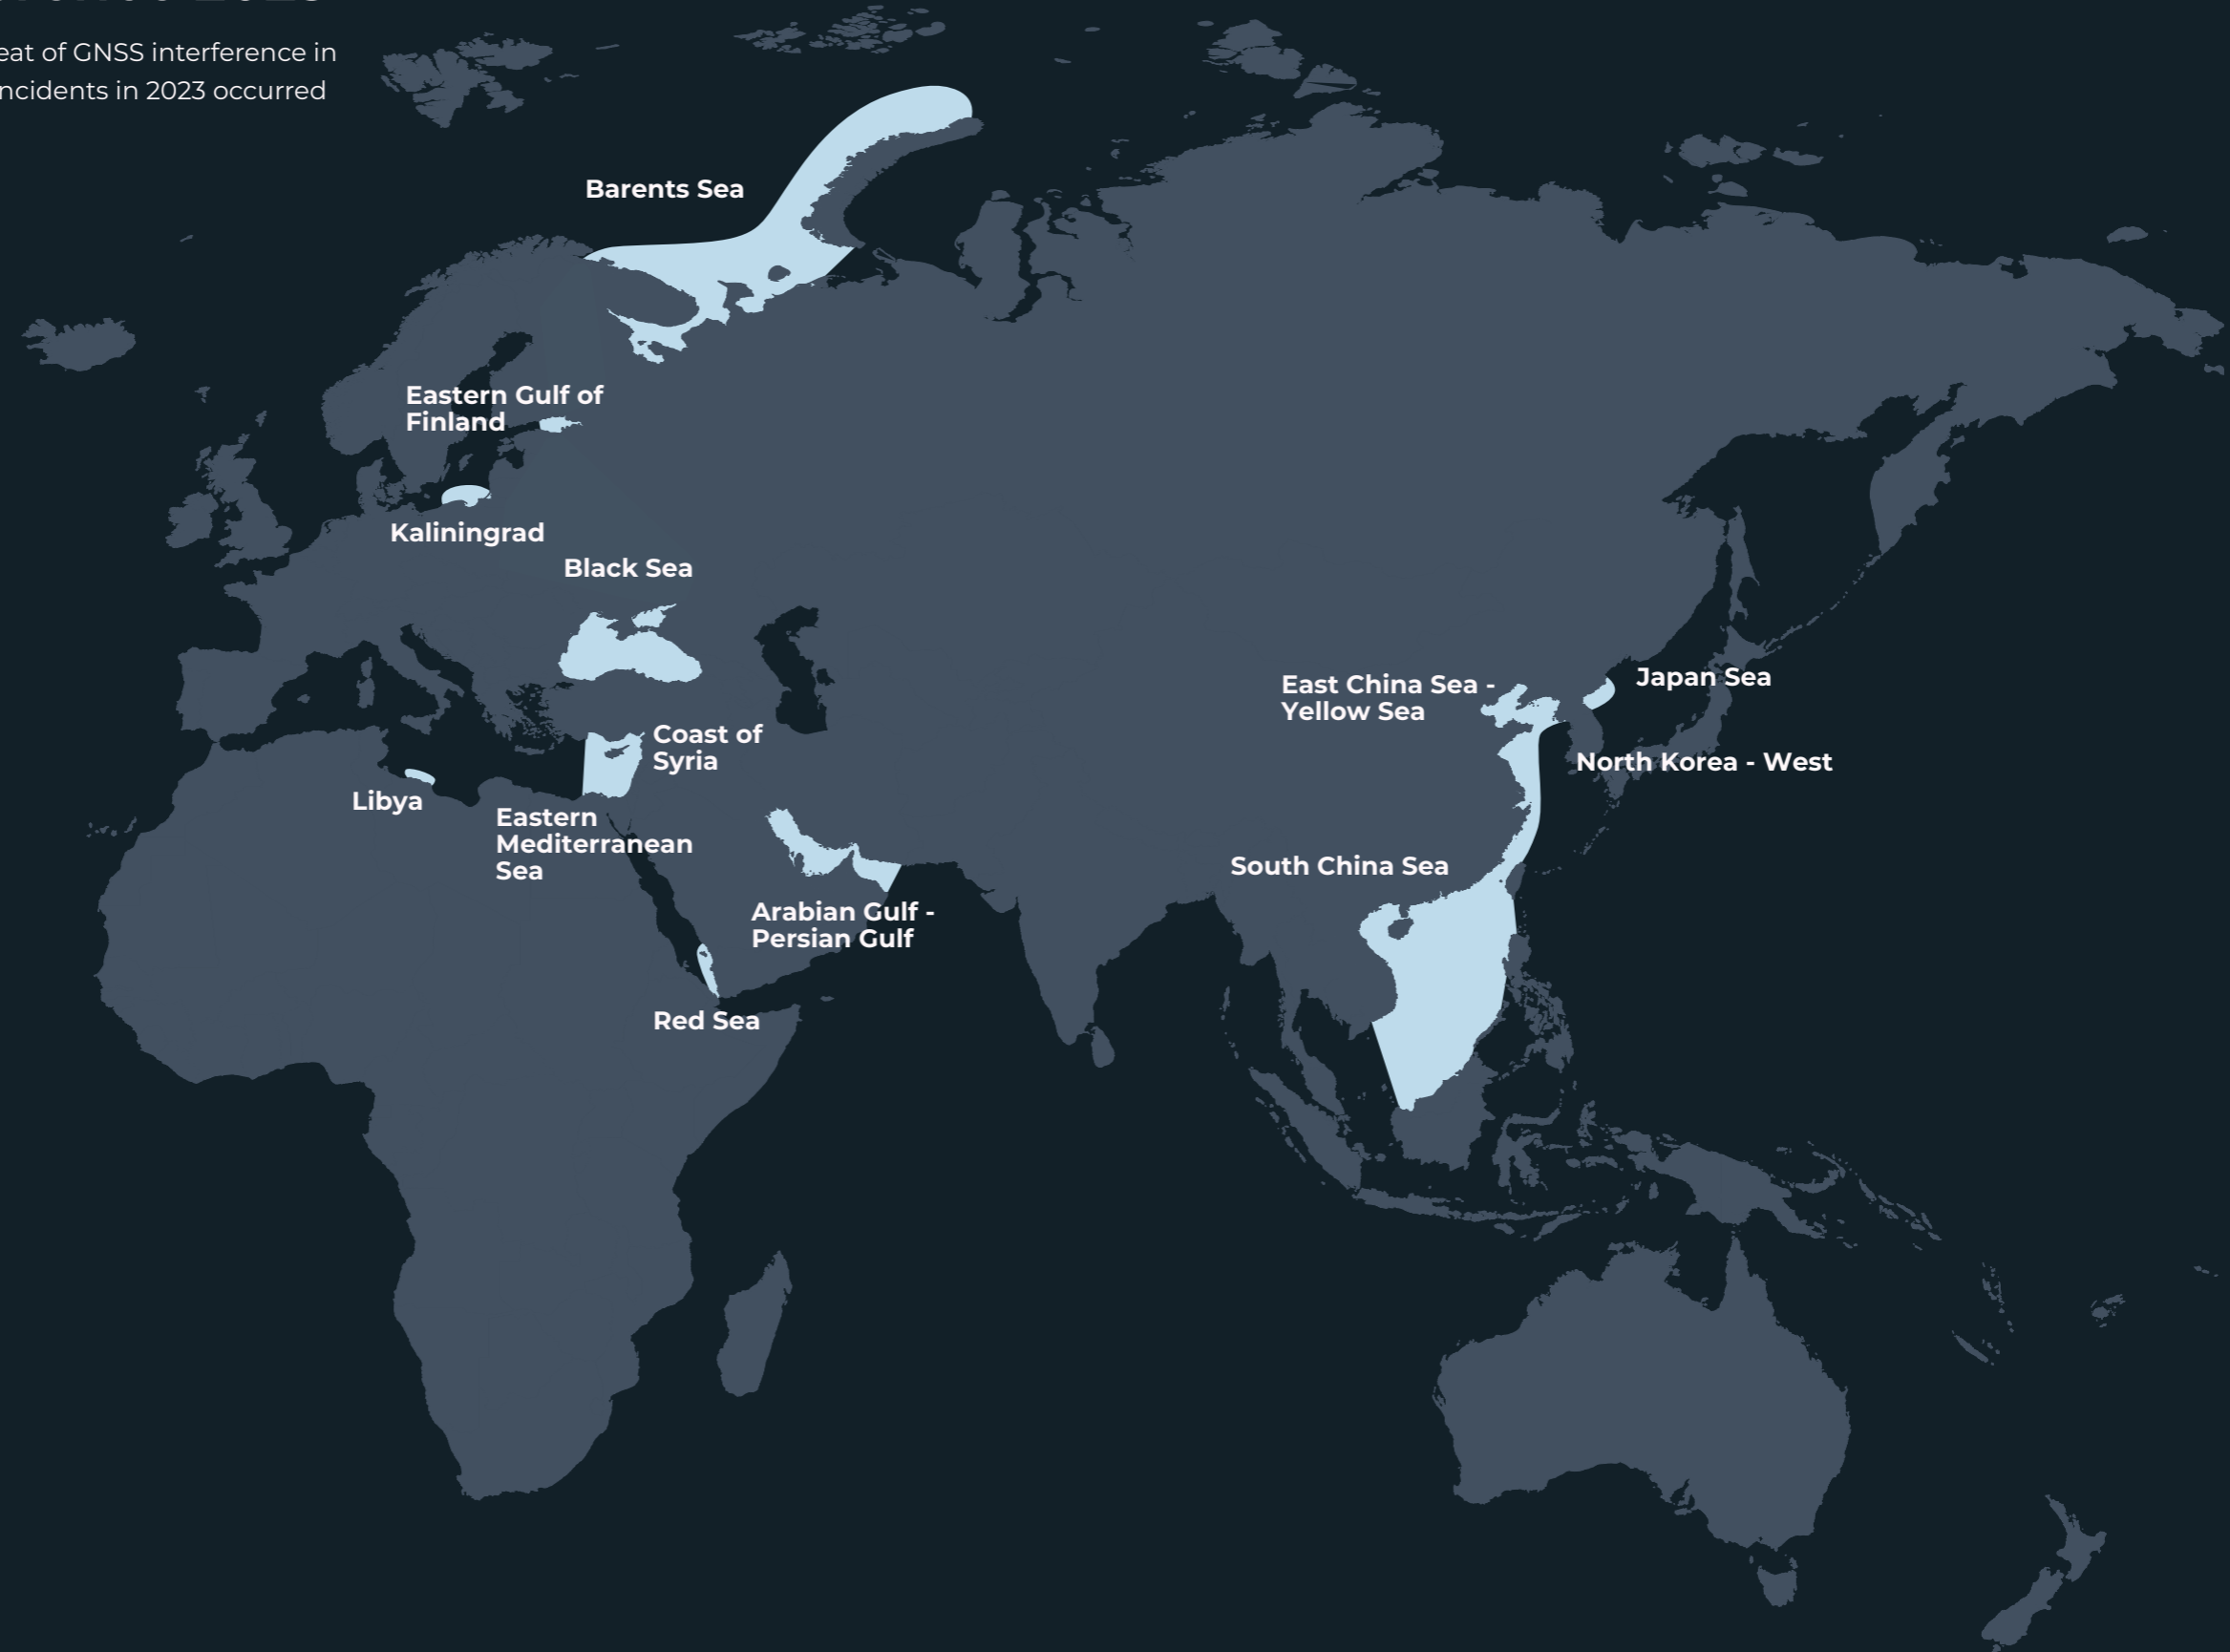 eat of GNSS interference in
ncidents in 2023 occurred
Barents Sea
Eastern Gulf of
Finland
Kaliningrad
Black Sea
East China Sea -
Yellow Sea
Japan Sea
Coast of
Syria
North Korea - West
Libya
Eastern
Mediterranean
Sea
South China Sea
Arabian Gulf -
Persian Gulf
Red Sea